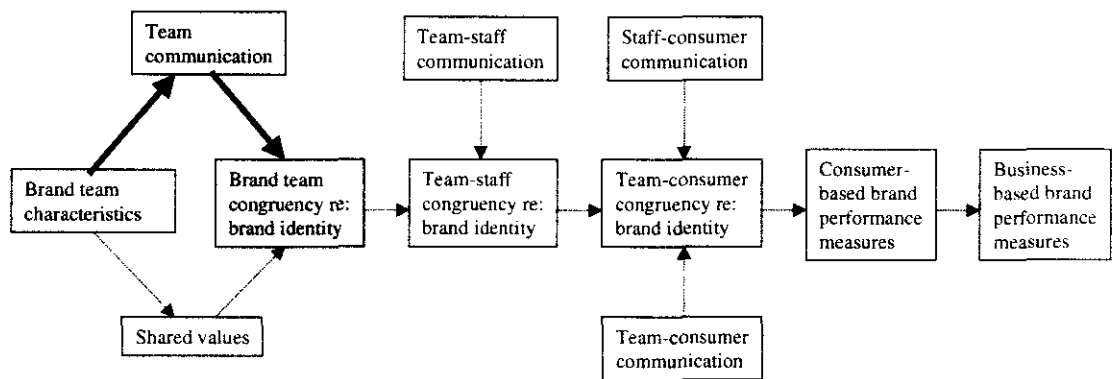 Team
communication
Team-staff
communication
Staff-consumer
communication
Brand team
characteristics
Brand team
congruency re:
brand identity
Team-staff
congruency re:
brand identity
Team-consumer
congruency re:
brand identity
Consumer-
based brand
performance
measures
Business-
based brand
performance
measures
Shared values
Team-consumer
communication